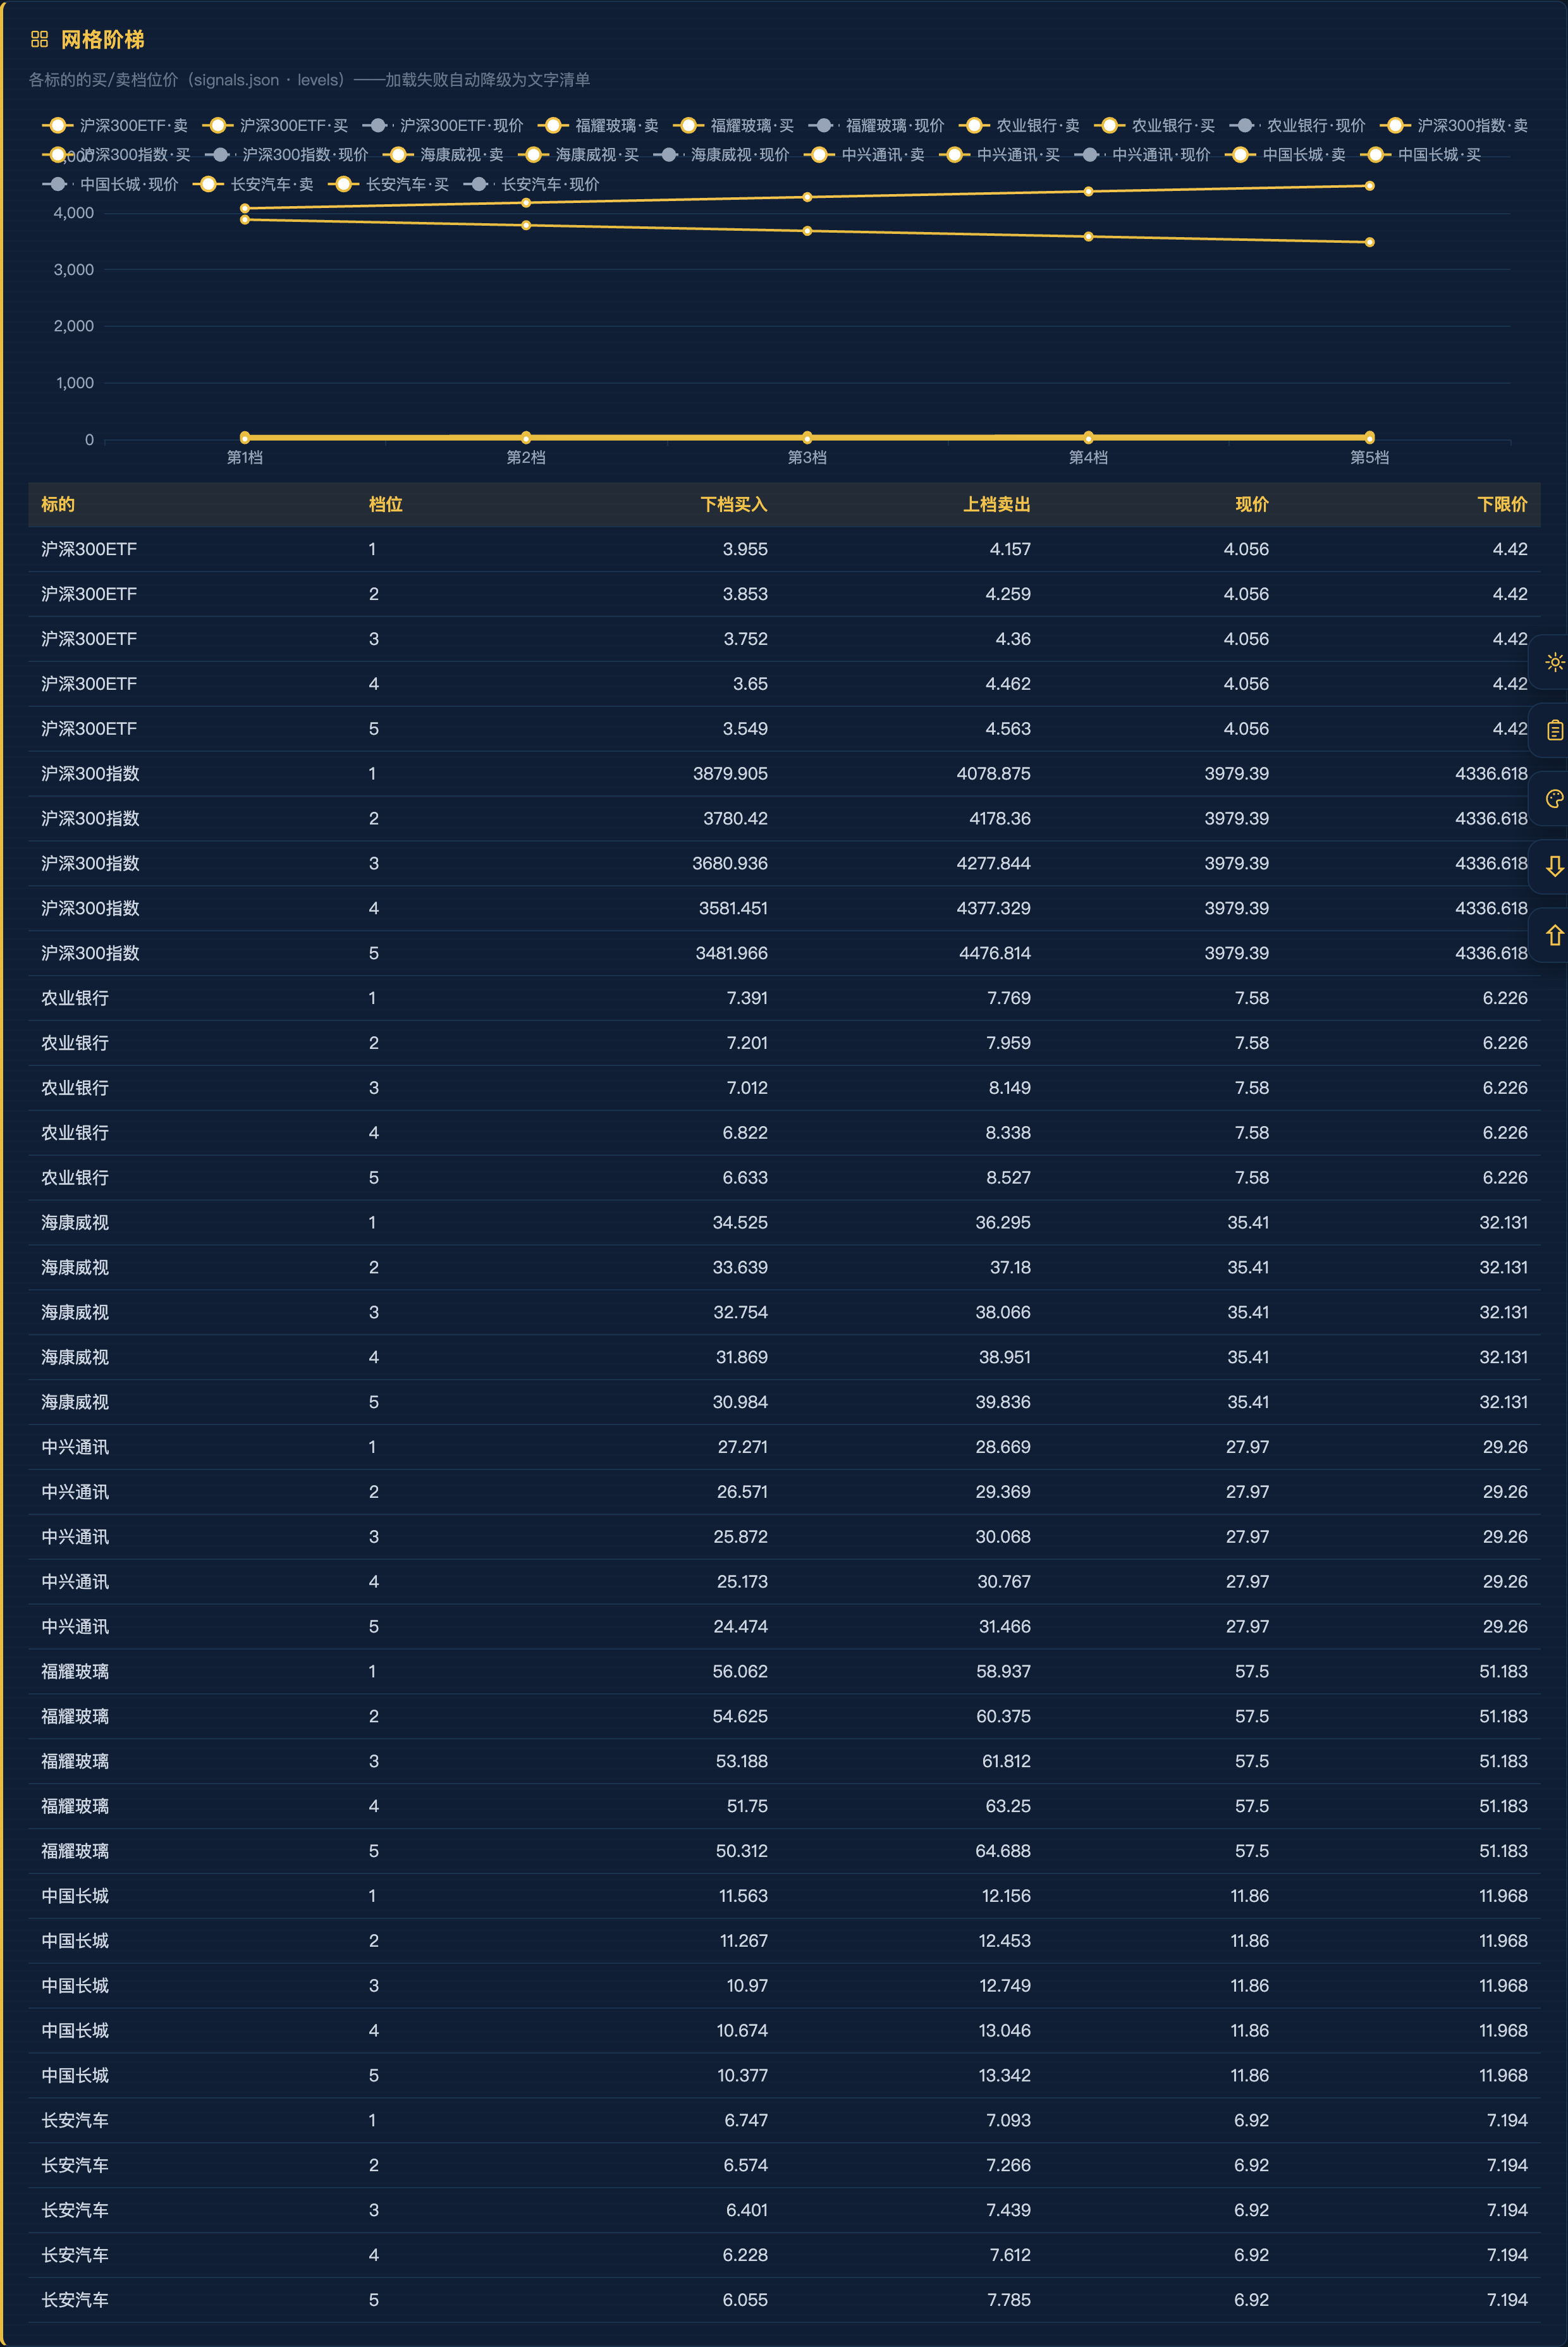 网格阶梯
各标的的买/卖档位价（signals.json · levels）——加载失败自动降级为文字清单
沪深300ETF·卖 沪深300ETF·买 沪深300ETF·现价 福耀玻璃·卖 福耀玻璃·买 福耀玻璃·现价 农业银行·卖 农业银行·买 农业银行·现价 沪深300指数·卖
沪深300指数·买 沪深300指数·现价 海康威视·卖 海康威视·买 海康威视·现价 中兴通讯·卖 中兴通讯·买 中兴通讯·现价 中国长城·卖 中国长城·买
中国长城·现价 长安汽车·卖 长安汽车·买 长安汽车·现价
4,000
3,000
2,000
1,000
0
第1档 第2档 第3档 第4档 第5档
标的 档位 下档买入 上档卖出 现价 下限价
沪深300ETF 1 3.955 4.157 4.056 4.42
沪深300ETF 2 3.853 4.259 4.056 4.42
沪深300ETF 3 3.752 4.36 4.056 4.42
沪深300ETF 4 3.65 4.462 4.056 4.42
沪深300ETF 5 3.549 4.563 4.056 4.42
沪深300指数 1 3879.905 4078.875 3979.39 4336.618
沪深300指数 2 3780.42 4178.36 3979.39 4336.618
沪深300指数 3 3680.936 4277.844 3979.39 4336.618
沪深300指数 4 3581.451 4377.329 3979.39 4336.618
沪深300指数 5 3481.966 4476.814 3979.39 4336.618
农业银行 1 7.391 7.769 7.58 6.226
农业银行 2 7.201 7.959 7.58 6.226
农业银行 3 7.012 8.149 7.58 6.226
农业银行 4 6.822 8.338 7.58 6.226
农业银行 5 6.633 8.527 7.58 6.226
海康威视 1 34.525 36.295 35.41 32.131
海康威视 2 33.639 37.18 35.41 32.131
海康威视 3 32.754 38.066 35.41 32.131
海康威视 4 31.869 38.951 35.41 32.131
海康威视 5 30.984 39.836 35.41 32.131
中兴通讯 1 27.271 28.669 27.97 29.26
中兴通讯 2 26.571 29.369 27.97 29.26
中兴通讯 3 25.872 30.068 27.97 29.26
中兴通讯 4 25.173 30.767 27.97 29.26
中兴通讯 5 24.474 31.466 27.97 29.26
福耀玻璃 1 56.062 58.937 57.5 51.183
福耀玻璃 2 54.625 60.375 57.5 51.183
福耀玻璃 3 53.188 61.812 57.5 51.183
福耀玻璃 4 51.75 63.25 57.5 51.183
福耀玻璃 5 50.312 64.688 57.5 51.183
中国长城 1 11.563 12.156 11.86 11.968
中国长城 2 11.267 12.453 11.86 11.968
中国长城 3 10.97 12.749 11.86 11.968
中国长城 4 10.674 13.046 11.86 11.968
中国长城 5 10.377 13.342 11.86 11.968
长安汽车 1 6.747 7.093 6.92 7.194
长安汽车 2 6.574 7.266 6.92 7.194
长安汽车 3 6.401 7.439 6.92 7.194
长安汽车 4 6.228 7.612 6.92 7.194
长安汽车 5 6.055 7.785 6.92 7.194